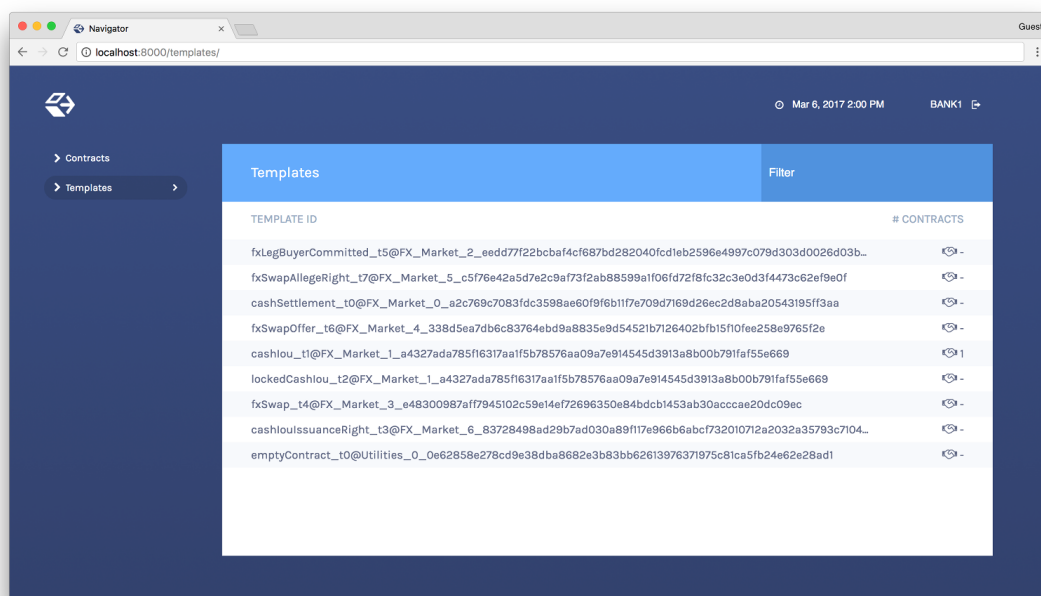 Navigator
Guest
localhost:8000/templates/
Mar 6, 2017 2:00 PM
BANK1
Contracts
Templates
Templates
Filter
TEMPLATE ID
# CONTRACTS
fxLegBuyerCommitted_t5@FX_Market_2_eedd77f22bcbaf4cf687bd282040fcd1eb2596e4997c079d303d0026d03b... -
fxSwapAllegeRight_t7@FX_Market_5_c5f76e42a5d7e2c9af73f2ab88599a1f06fd72f8fc32c3e0d3f4473c62ef9e0f -
cashSettlement_t0@FX_Market_0_a2c769c7083fdc3598ae60f9f6b11f7e709d7169d26ec2d8aba20543195ff3aa -
fxSwapOffer_t6@FX_Market_4_338d5ea7db6c83764ebd9a8835e9d54521b7126402bfb15f10fee258e9765f2e -
cashIou_t1@FX_Market_1_a4327ada785f16317aa1f5b78576aa09a7e914545d3913a8b00b791faf55e669 1
lockedCashIou_t2@FX_Market_1_a4327ada785f16317aa1f5b78576aa09a7e914545d3913a8b00b791faf55e669 -
fxSwap_t4@FX_Market_3_e48300987aff7945102c59e14ef72696350e84bdcb1453ab30acccae20dc09ec -
cashIouIssuanceRight_t3@FX_Market_6_83728498ad29b7ad030a89f117e966b6abcf732010712a2032a35793c7104... -
emptyContract_t0@Utilities_0_0e62858e278cd9e38dba8682e3b83bb62613976371975c81ca5fb24e62e28ad1 -